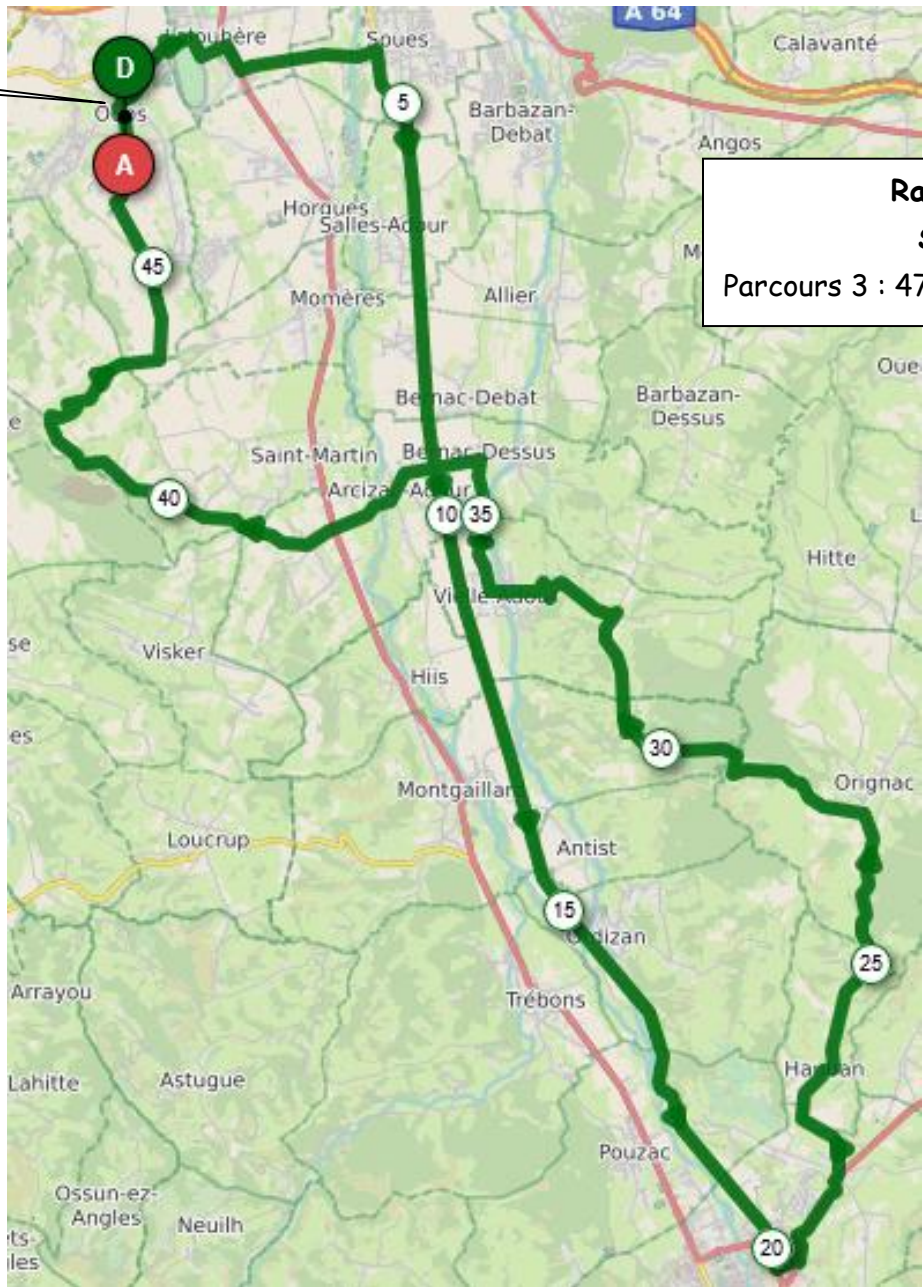 A 64
Soues
Calavanté
D
5
Barbazan-
Debat
Angos
A
Horgues
Salles-Adour
45
Momères
Allier
Parcours 3 : 47
Bernac-Debat
Barbazan-
Dessus
Saint-Martin
Bernac-Dessus
40
10
35
Hitte
Visker
Hiis
30
Orignac
Loucrup
Antist
15
25
Arrayou
Trébons
Lahitte
Astugue
Pouzac
Ossun-ez-
Angles
Neuilh
20